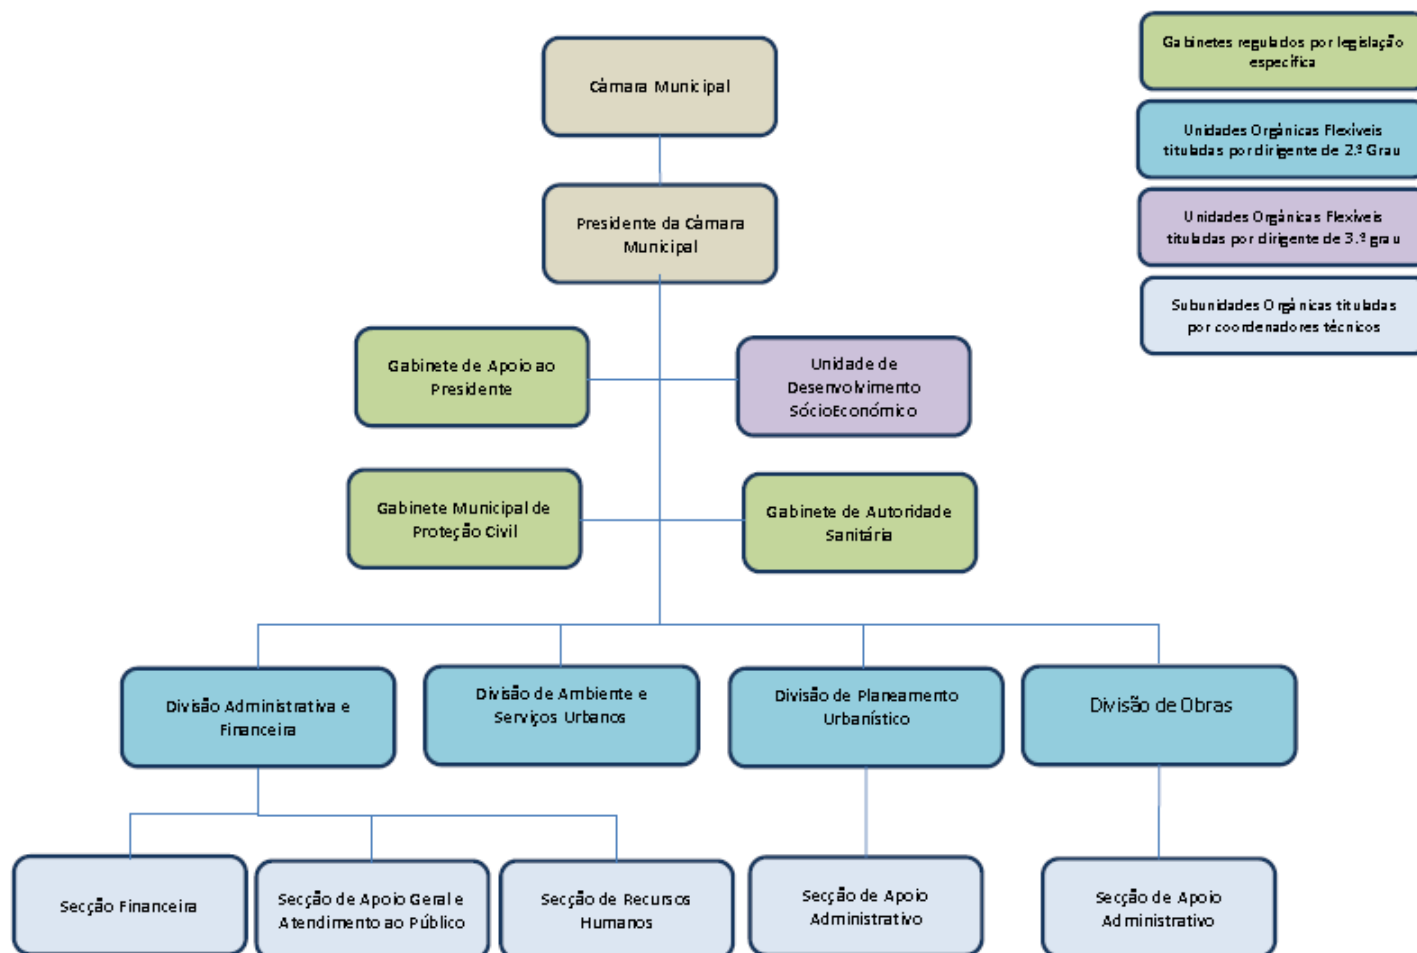 Câmara Municipal
Presidente da Câmara
Municipal
Gabinete de Apoio ao
Presidente
Unidade de
Desenvolvimento
SócioEconómico
Gabinete Municipal de
Proteção Civil
Gabinete de Autoridade
Sanitária
Divisão Administrativa e
Financeira
Divisão de Ambiente e
Serviços Urbanos
Divisão de Planeamento
Urbanístico
Divisão de Obras
Secção Financeira
Secção de Apoio Geral e
Atendimento ao Público
Secção de Recursos
Humanos
Secção de Apoio
Administrativo
Secção de Apoio
Administrativo
Gabinetes regulados por legislação
específica
Unidades Orgânicas Flexíveis
tituladas por dirigente de 2.º Grau
Unidades Orgânicas Flexíveis
tituladas por dirigente de 3.º grau
Subunidades Orgânicas tituladas
por coordenadores técnicos